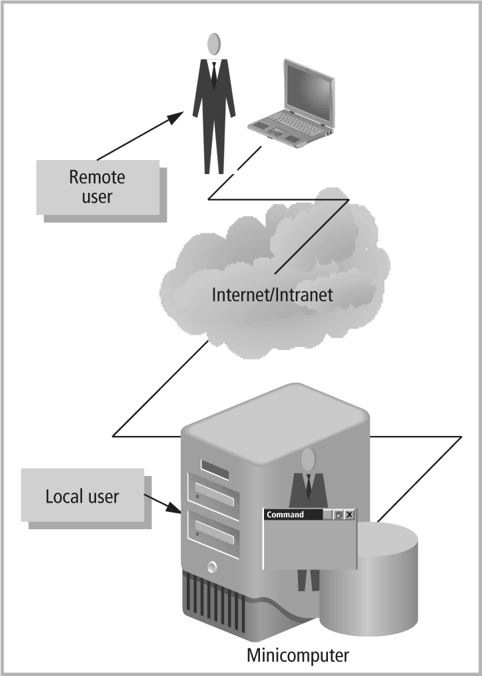 Remote
user
Internet/Intranet
Local user
Command
Minicomputer